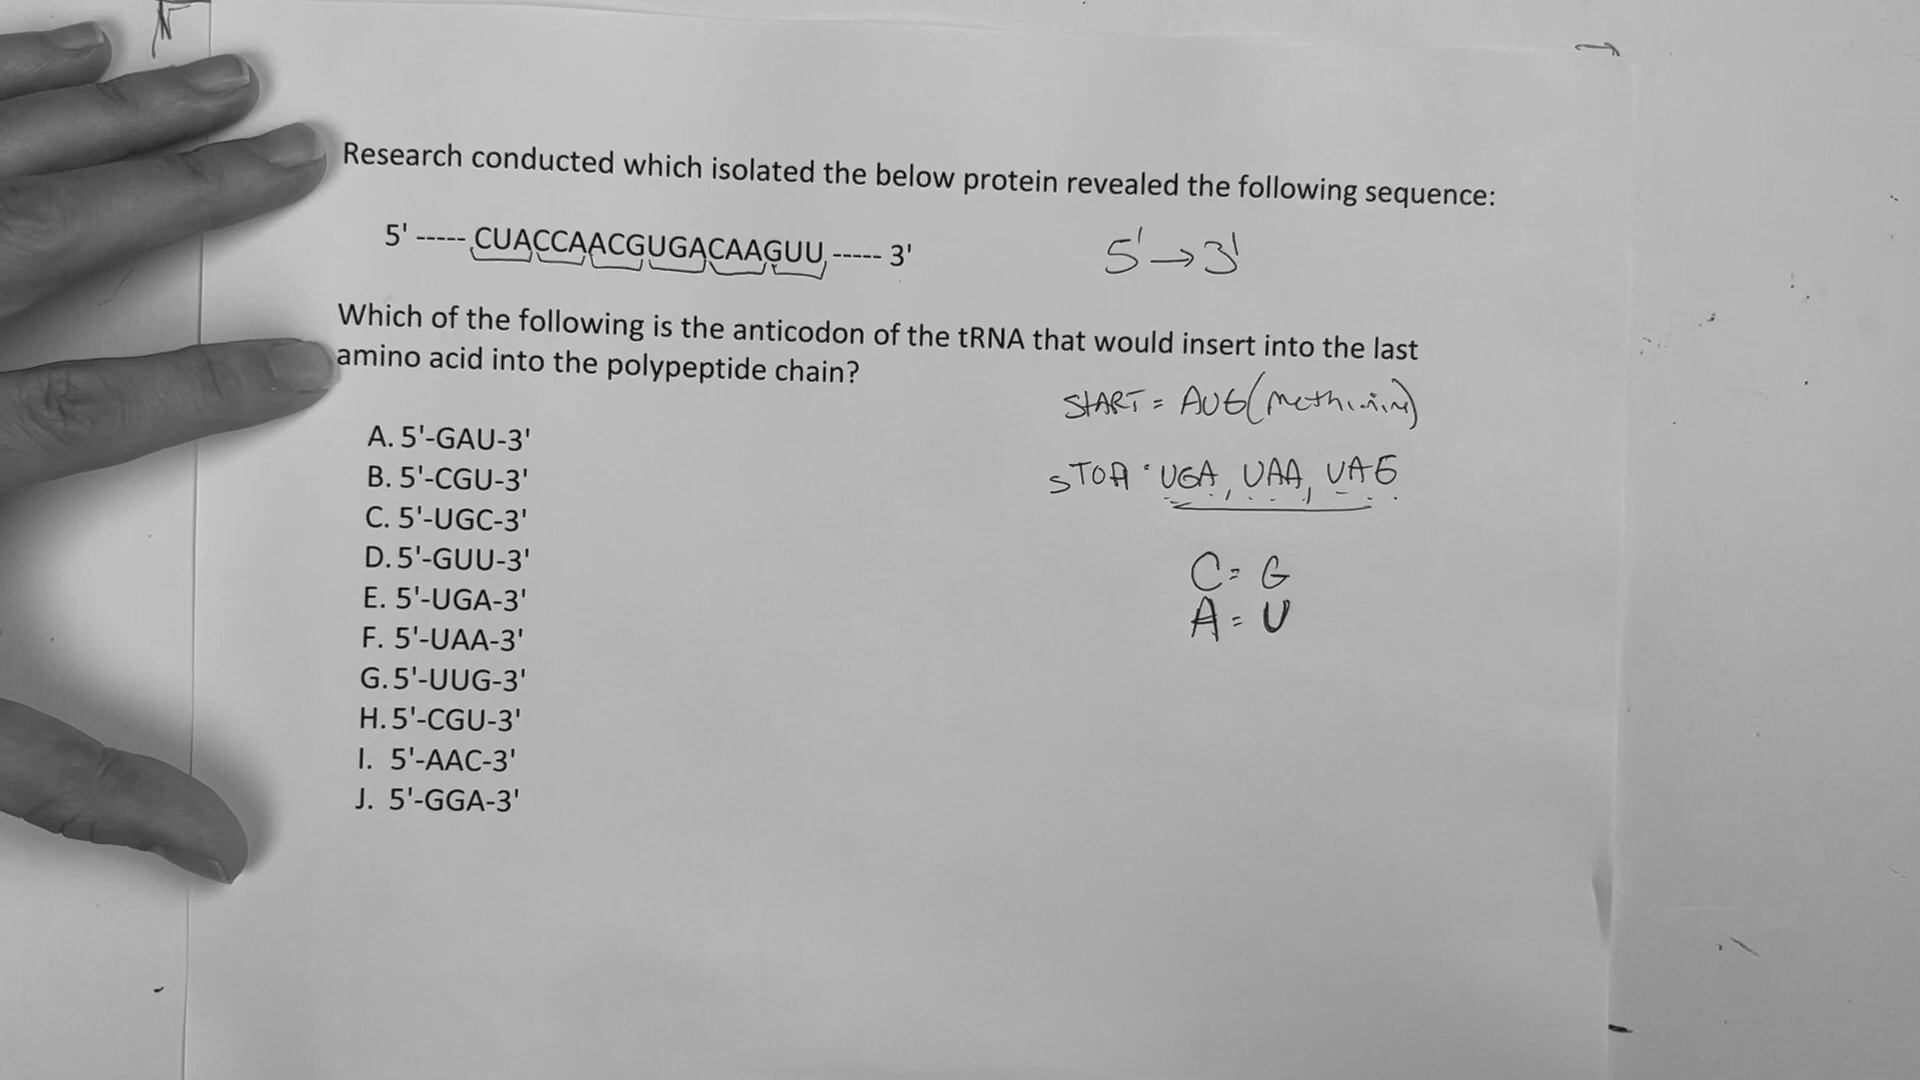 Research conducted which isolated the below protein revealed the following sequence:
5' ----- CUACCAACGUGACAAGUU ----- 3'
5' → 3'
Which of the following is the anticodon of the tRNA that would insert into the last
amino acid into the polypeptide chain?
START = AUG (
STOP : UGA, UAA, UAG
A. 5'-GAU-3'
B. 5'-CGU-3'
C. 5'-UGC-3'
D. 5'-GUU-3'
E. 5'-UGA-3'
F. 5'-UAA-3'
G. 5'-UUG-3'
H. 5'-CGU-3'
I. 5'-AAC-3'
J. 5'-GGA-3'
C = G
A = U